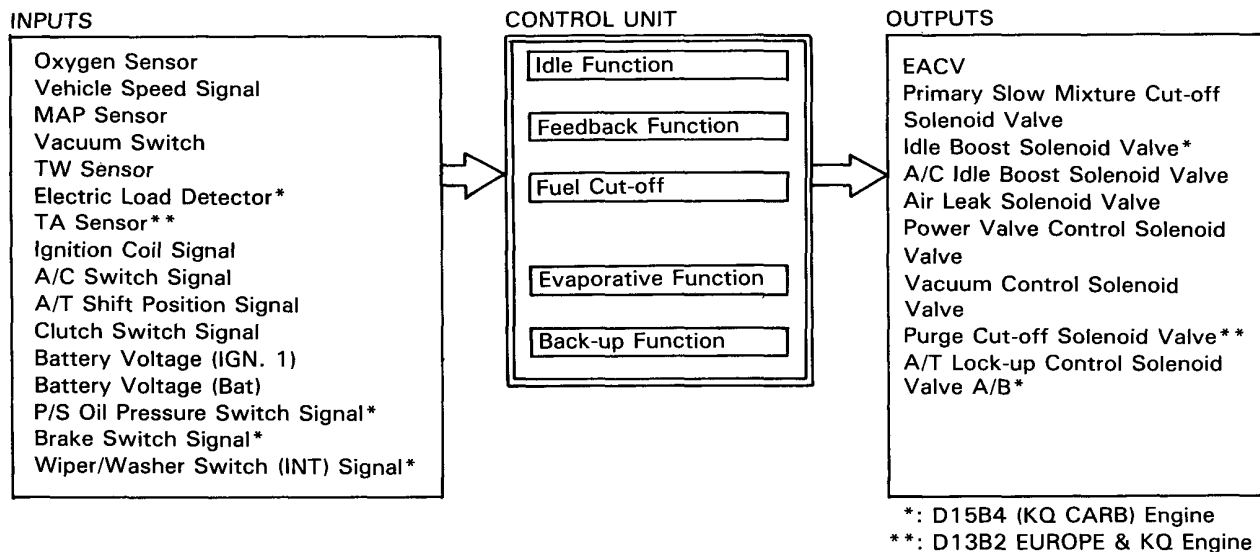 INPUTS
Oxygen Sensor
Vehicle Speed Signal
MAP Sensor
Vacuum Switch
TW Sensor
Electric Load Detector*
TA Sensor**
Ignition Coil Signal
A/C Switch Signal
A/T Shift Position Signal
Clutch Switch Signal
Battery Voltage (IGN. 1)
Battery Voltage (Bat)
P/S Oil Pressure Switch Signal*
Brake Switch Signal*
Wiper/Washer Switch (INT) Signal*
CONTROL UNIT
Idle Function
Feedback Function
Fuel Cut-off
Evaporative Function
Back-up Function
OUTPUTS
EACV
Primary Slow Mixture Cut-off
Solenoid Valve
Idle Boost Solenoid Valve*
A/C Idle Boost Solenoid Valve
Air Leak Solenoid Valve
Power Valve Control Solenoid
Valve
Vacuum Control Solenoid
Valve
Purge Cut-off Solenoid Valve**
A/T Lock-up Control Solenoid
Valve A/B*
*: D15B4 (KQ CARB) Engine
**: D13B2 EUROPE & KQ Engine